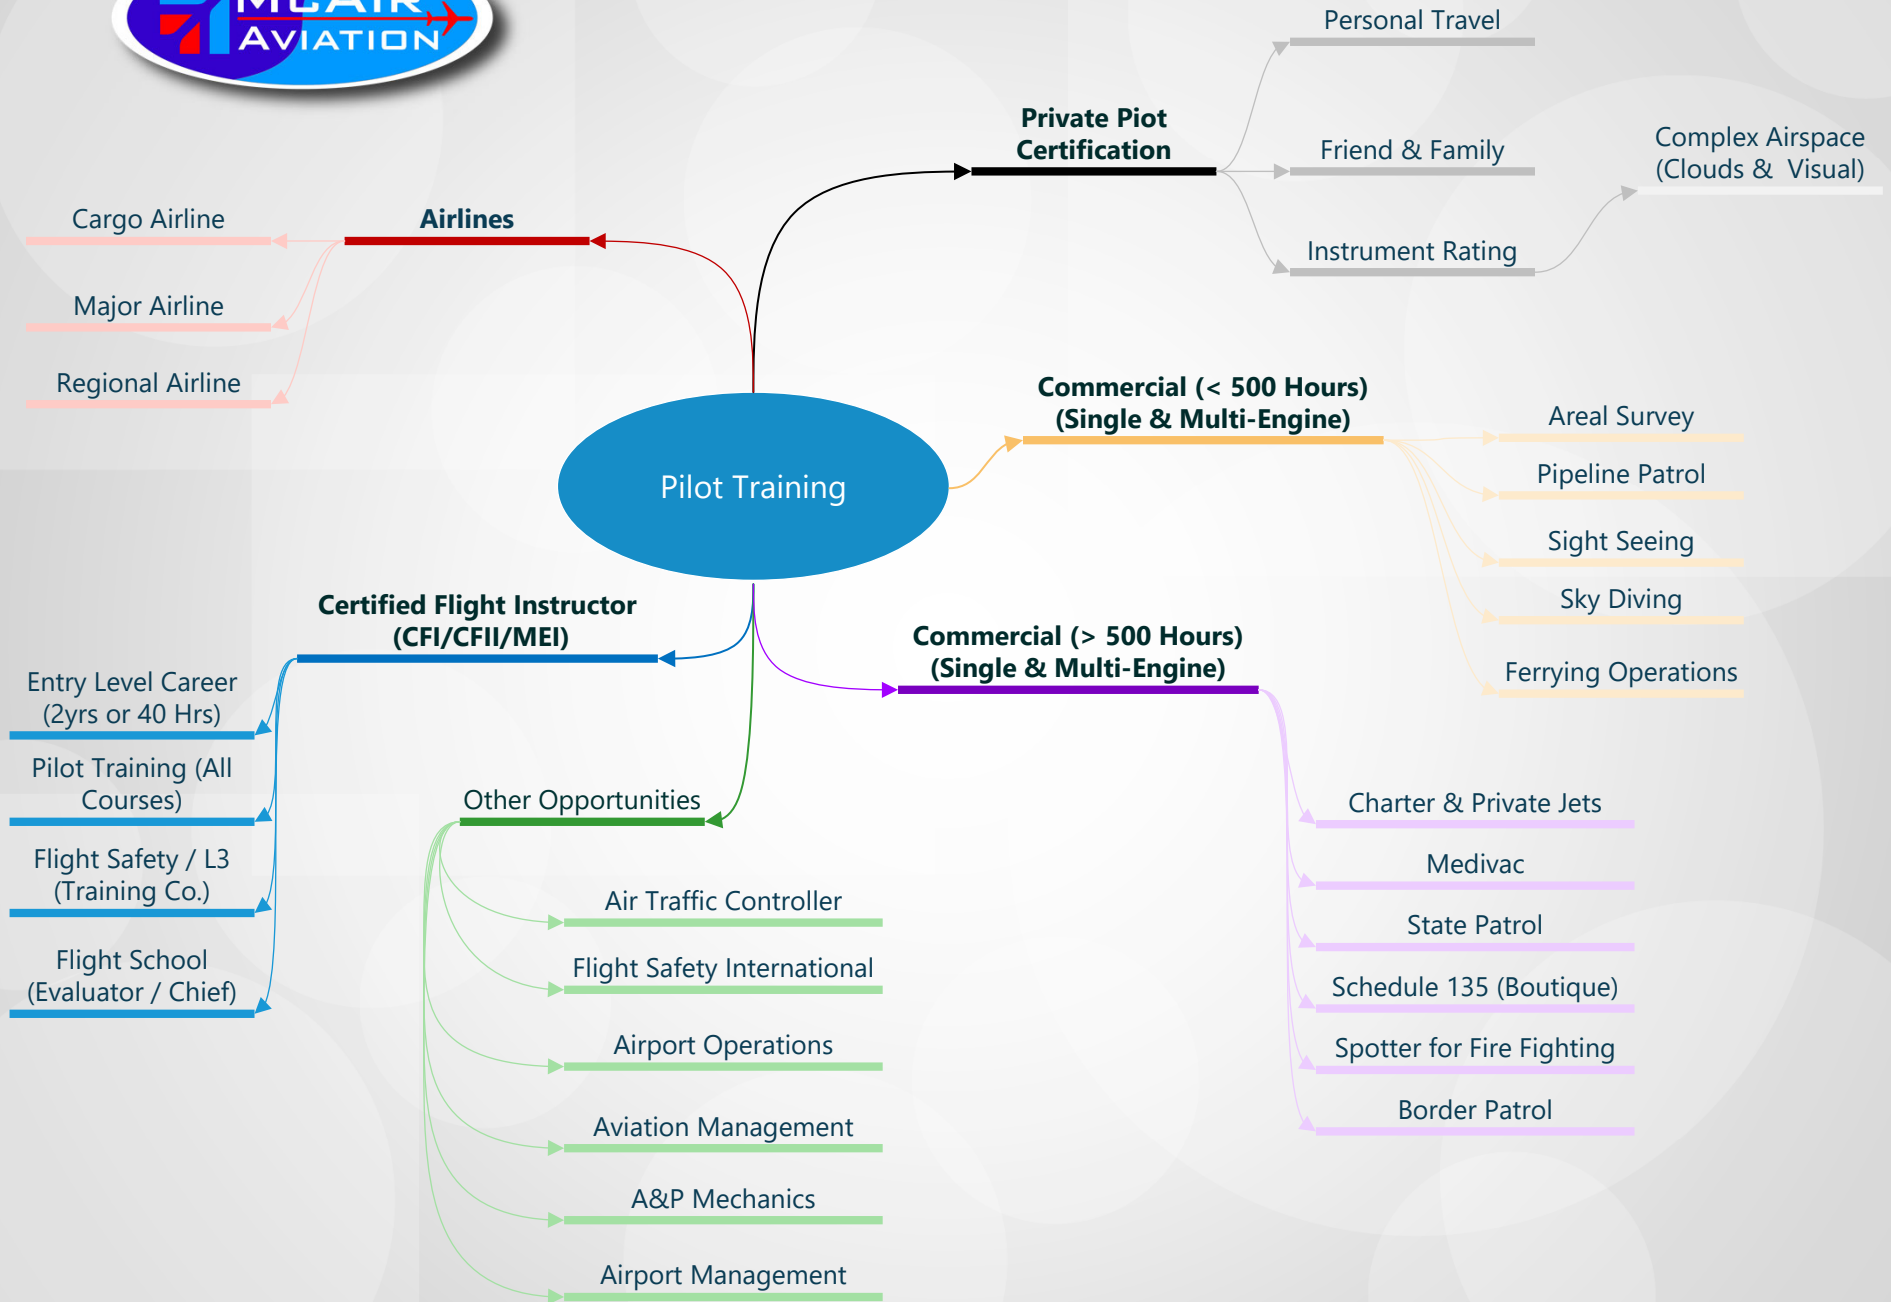 McAir
Aviation
Personal Travel
Private Piot
Certification
Friend & Family
Complex Airspace
(Clouds &  Visual)
Instrument Rating
Airlines
Cargo Airline
Major Airline
Regional Airline
Pilot Training
Commercial (< 500 Hours)
(Single & Multi-Engine)
Areal Survey
Pipeline Patrol
Sight Seeing
Sky Diving
Ferrying Operations
Certified Flight Instructor
(CFI/CFII/MEI)
Entry Level Career
(2yrs or 40 Hrs)
Pilot Training (All
Courses)
Flight Safety / L3
(Training Co.)
Flight School
(Evaluator / Chief)
Commercial (> 500 Hours)
(Single & Multi-Engine)
Charter & Private Jets
Medivac
State Patrol
Schedule 135 (Boutique)
Spotter for Fire Fighting
Border Patrol
Other Opportunities
Air Traffic Controller
Flight Safety International
Airport Operations
Aviation Management
A&P Mechanics
Airport Management